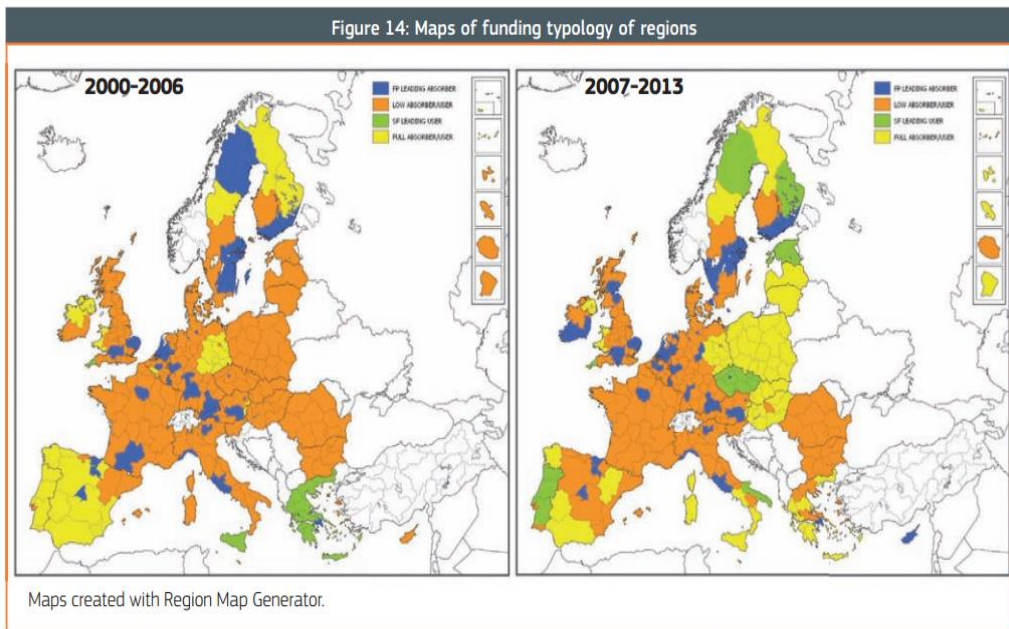 Figure 14: Maps of funding typology of regions
2000-2006
FP LEADING ABSORBER
LOW ABSORBER/USER
SF LEADING USER
FULL ABSORBER/USER
2007-2013
FP LEADING ABSORBER
LOW ABSORBER/USER
SF LEADING USER
FULL ABSORBER/USER
Maps created with Region Map Generator.